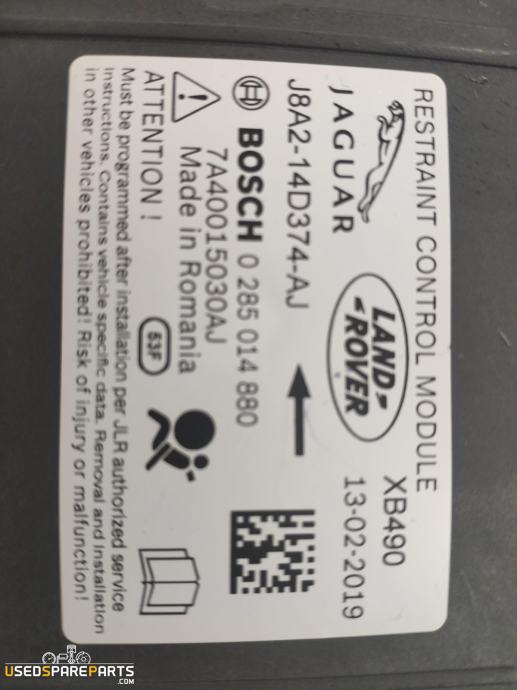 RESTRAINT CONTROL MODULE
JAGUAR
LAND
ROVER
XB490
13-02-2019
J8A2-14D374-AJ
BOSCH 0 285 014 880
7A40015030AJ
Made in Romania
ATTENTION !
53F
Must be programmed after installation per JLR authorized service
instructions. Contains vehicle specific data. Removal and Installation
in other vehicles prohibited! Risk of injury or malfunction!
USEDSPAREPARTS
.COM